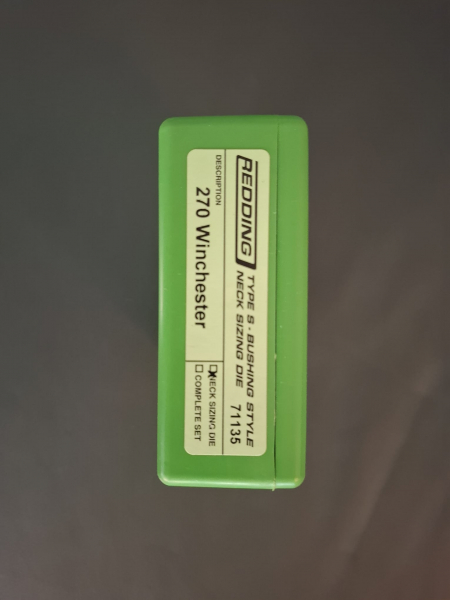 REDDING
TYPE S - BUSHING STYLE
NECK SIZING DIE 71135
DESCRIPTION
270 Winchester
NECK SIZING DIE
COMPLETE SET